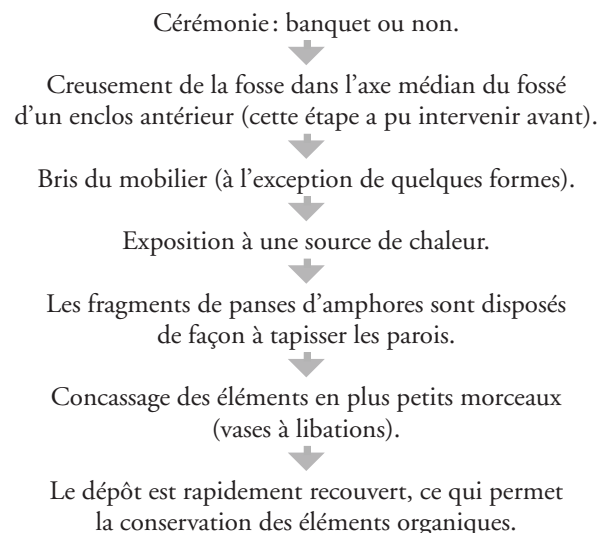 Cérémonie : banquet ou non.
Creusement de la fosse dans l’axe médian du fossé
d’un enclos antérieur (cette étape a pu intervenir avant).
Bris du mobilier (à l’exception de quelques formes).
Exposition à une source de chaleur.
Les fragments de panses d’amphores sont disposés
de façon à tapisser les parois.
Concassage des éléments en plus petits morceaux
(vases à libations).
Le dépôt est rapidement recouvert, ce qui permet
la conservation des éléments organiques.